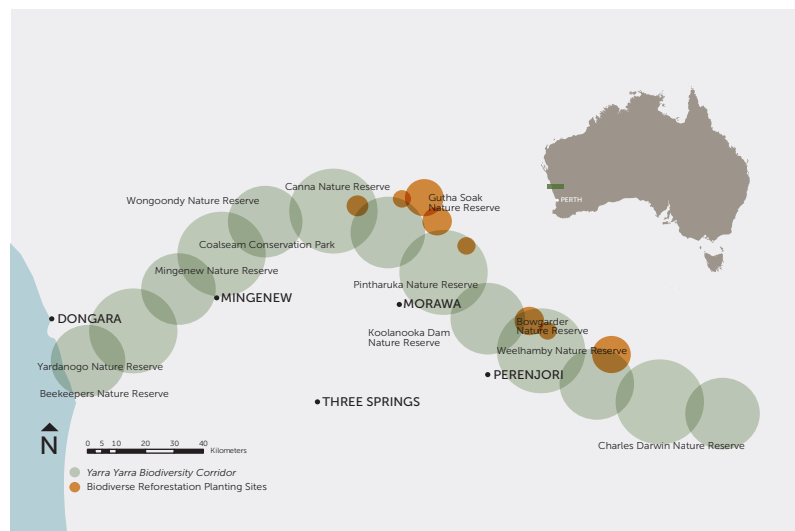 Canna Nature Reserve
Wongoondy Nature Reserve
Gutha Soak
Nature Reserve
PERTH
Coalseam Conservation Park
Mingenew Nature Reserve
Pintharuka Nature Reserve
MINGENEW
MORAWA
DONGARA
Bowgarder
Nature Reserve
Koolanooka Dam
Nature Reserve
Weelhamby Nature Reserve
Yardanogo Nature Reserve
PERENJORI
Beekeepers Nature Reserve
THREE SPRINGS
N
0 5 10 20 30 40
Kilometers
Charles Darwin Nature Reserve
Yarra Yarra Biodiversity Corridor
Biodiverse Reforestation Planting Sites